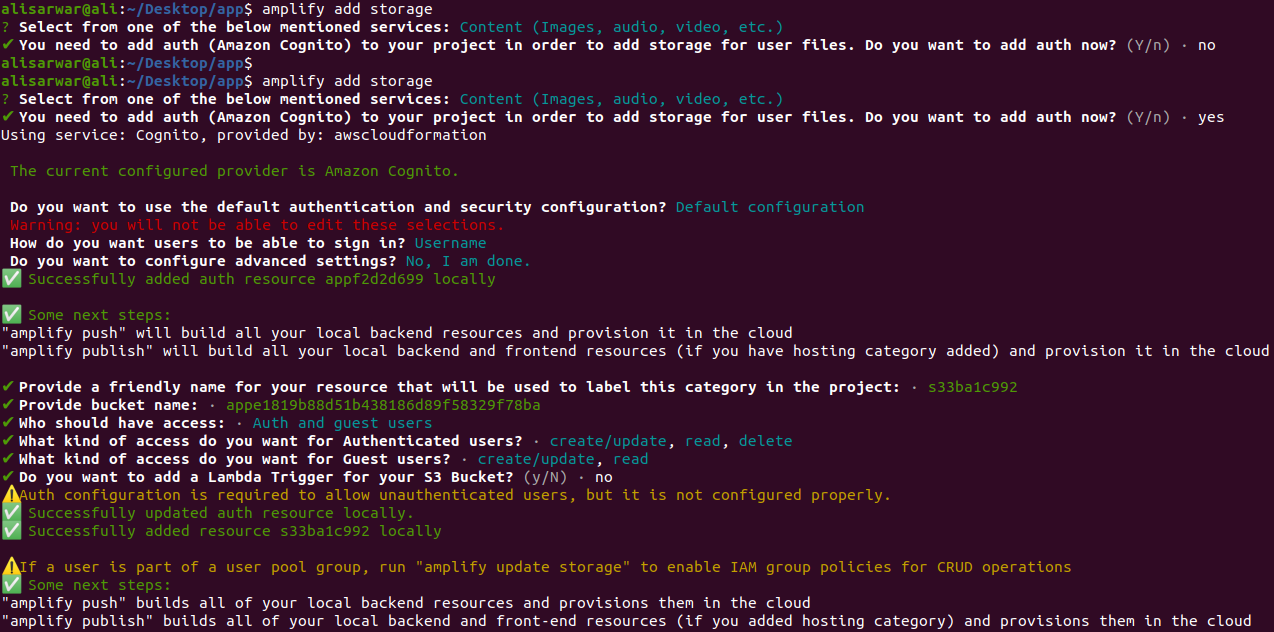 alisarwar@ali:~/Desktop/app$ amplify add storage
? Select from one of the below mentioned services: Content (Images, audio, video, etc.)
✔ You need to add auth (Amazon Cognito) to your project in order to add storage for user files. Do you want to add auth now? (Y/n) · no
alisarwar@ali:~/Desktop/app$
alisarwar@ali:~/Desktop/app$ amplify add storage
? Select from one of the below mentioned services: Content (Images, audio, video, etc.)
✔ You need to add auth (Amazon Cognito) to your project in order to add storage for user files. Do you want to add auth now? (Y/n) · yes
Using service: Cognito, provided by: awscloudformation
The current configured provider is Amazon Cognito.
Do you want to use the default authentication and security configuration? Default configuration
Warning: you will not be able to edit these selections.
How do you want users to be able to sign in? Username
Do you want to configure advanced settings? No, I am done.
✅ Successfully added auth resource appf2d2d699 locally
✅ Some next steps:
"amplify push" will build all your local backend resources and provision it in the cloud
"amplify publish" will build all your local backend and frontend resources (if you have hosting category added) and provision it in the cloud
✔ Provide a friendly name for your resource that will be used to label this category in the project: · s33ba1c992
✔ Provide bucket name: · appe1819b88d51b438186d89f58329f78ba
✔ Who should have access: · Auth and guest users
✔ What kind of access do you want for Authenticated users? · create/update, read, delete
✔ What kind of access do you want for Guest users? · create/update, read
✔ Do you want to add a Lambda Trigger for your S3 Bucket? (y/N) · no
⚠️Auth configuration is required to allow unauthenticated users, but it is not configured properly.
✅ Successfully updated auth resource locally.
✅ Successfully added resource s33ba1c992 locally
⚠️If a user is part of a user pool group, run "amplify update storage" to enable IAM group policies for CRUD operations
✅ Some next steps:
"amplify push" builds all of your local backend resources and provisions them in the cloud
"amplify publish" builds all of your local backend and front-end resources (if you added hosting category) and provisions them in the cloud